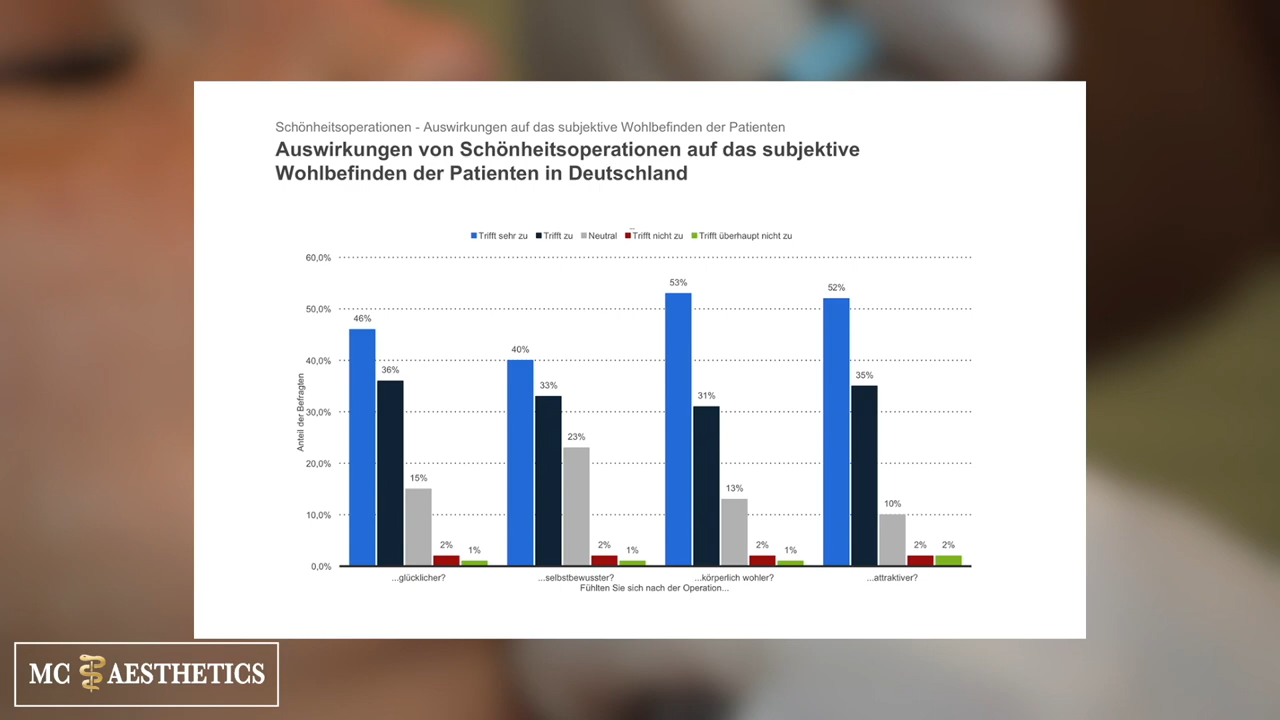 Schönheitsoperationen - Auswirkungen auf das subjektive Wohlbefinden der Patienten
Auswirkungen von Schönheitsoperationen auf das subjektive
Wohlbefinden der Patienten in Deutschland
Trifft sehr zu Trifft zu Neutral Trifft nicht zu Trifft überhaupt nicht zu
Anteil der Befragten
60,0%
50,0%
40,0%
30,0%
20,0%
10,0%
0,0%
46% 36% 15% 2% 1%
40% 33% 23% 2% 1%
53% 31% 13% 2% 1%
52% 35% 10% 2% 2%
...glücklicher? ...selbstbewusster? ...körperlich wohler? ...attraktiver?
Fühlten Sie sich nach der Operation...
MC AESTHETICS